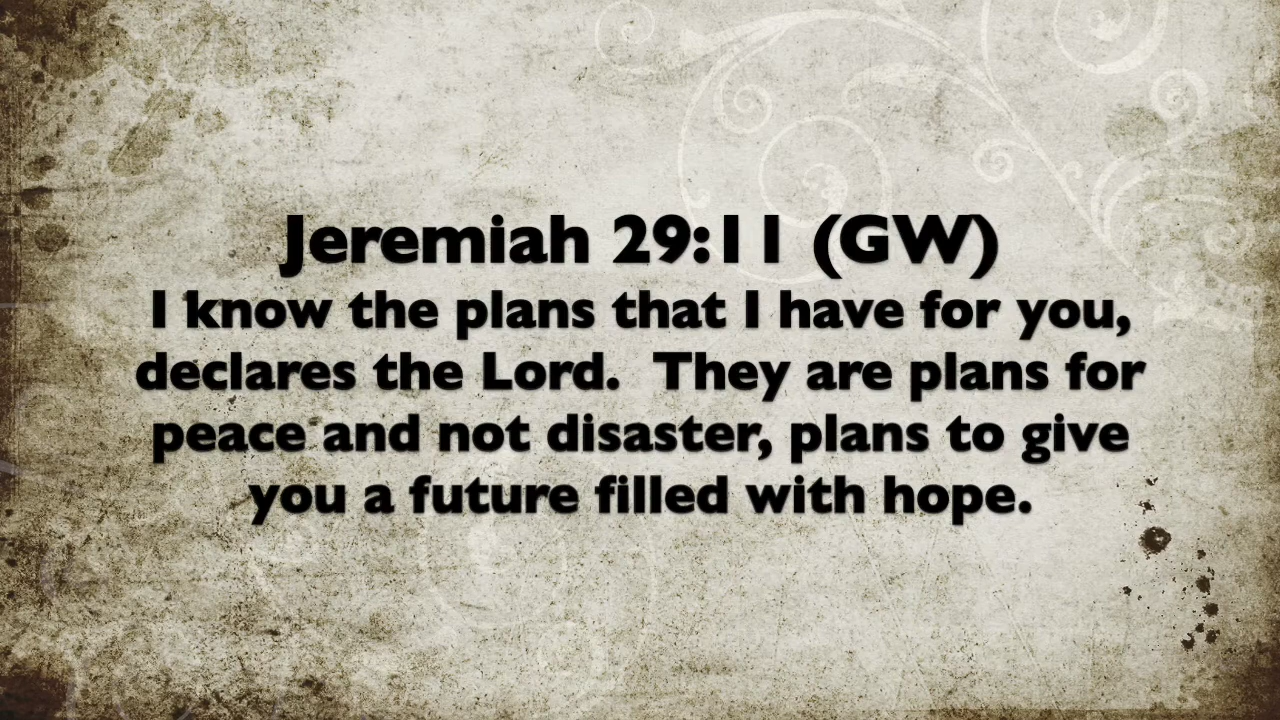 Jeremiah 29:11 (GW)
I know the plans that I have for you,
declares the Lord.  They are plans for
peace and not disaster, plans to give
you a future filled with hope.